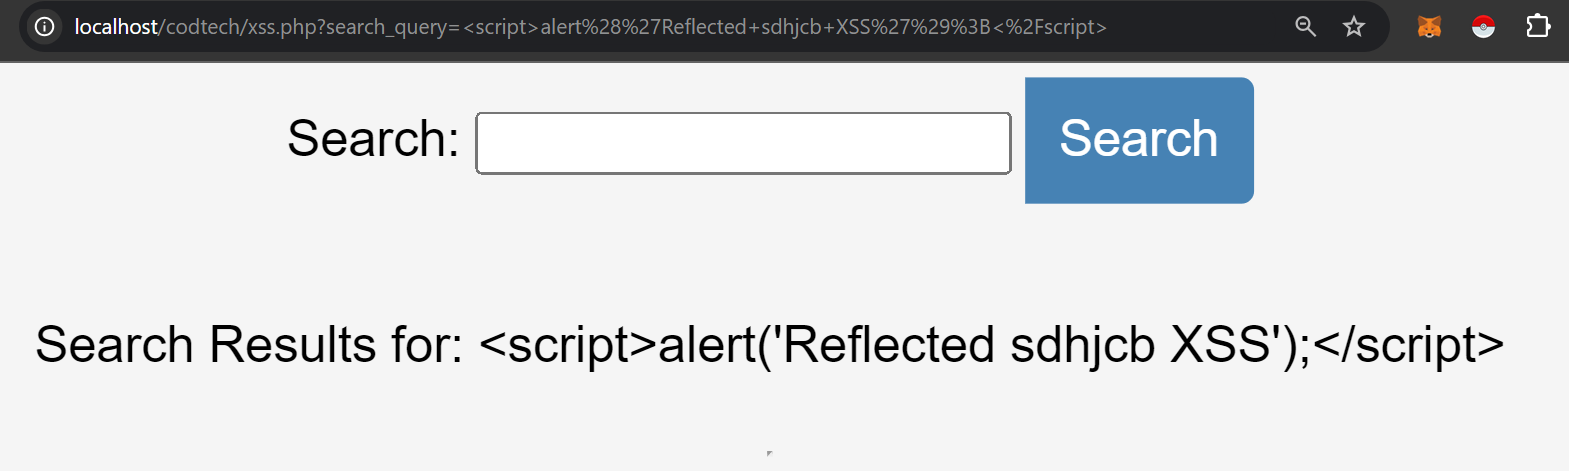 localhost/codtech/xss.php?search_query=<script>alert%28%27Reflected+sdhjcb+XSS%27%29%3B<%2Fscript>
Search: Search
Search Results for: <script>alert('Reflected sdhjcb XSS');</script>